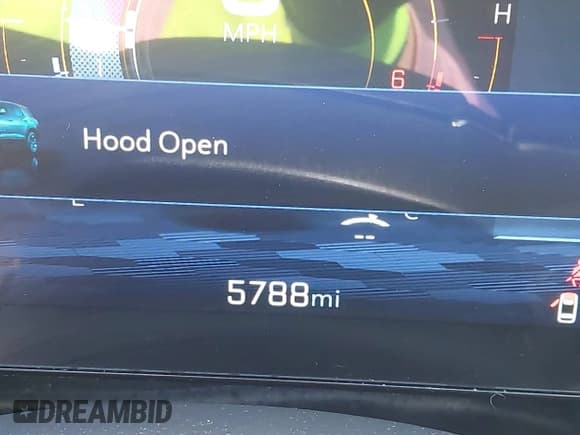 H
MPH
6
Hood Open
E
C
--
5788mi
DREAMBID